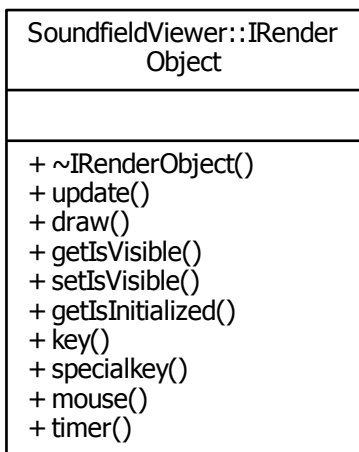 SoundfieldViewer::IRender
Object
+ ~IRenderObject()
+ update()
+ draw()
+ getIsVisible()
+ setIsVisible()
+ getIsInitialized()
+ key()
+ specialkey()
+ mouse()
+ timer()